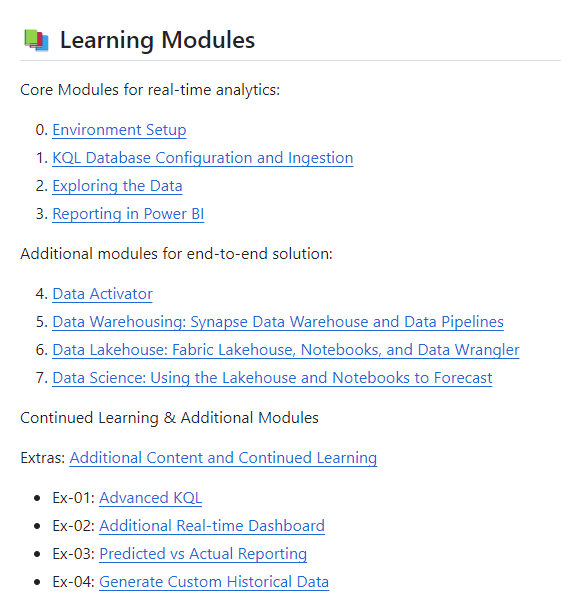 Learning Modules
Core Modules for real-time analytics:
0. Environment Setup
1. KQL Database Configuration and Ingestion
2. Exploring the Data
3. Reporting in Power BI
Additional modules for end-to-end solution:
4. Data Activator
5. Data Warehousing: Synapse Data Warehouse and Data Pipelines
6. Data Lakehouse: Fabric Lakehouse, Notebooks, and Data Wrangler
7. Data Science: Using the Lakehouse and Notebooks to Forecast
Continued Learning & Additional Modules
Extras: Additional Content and Continued Learning
• Ex-01: Advanced KQL
• Ex-02: Additional Real-time Dashboard
• Ex-03: Predicted vs Actual Reporting
• Ex-04: Generate Custom Historical Data